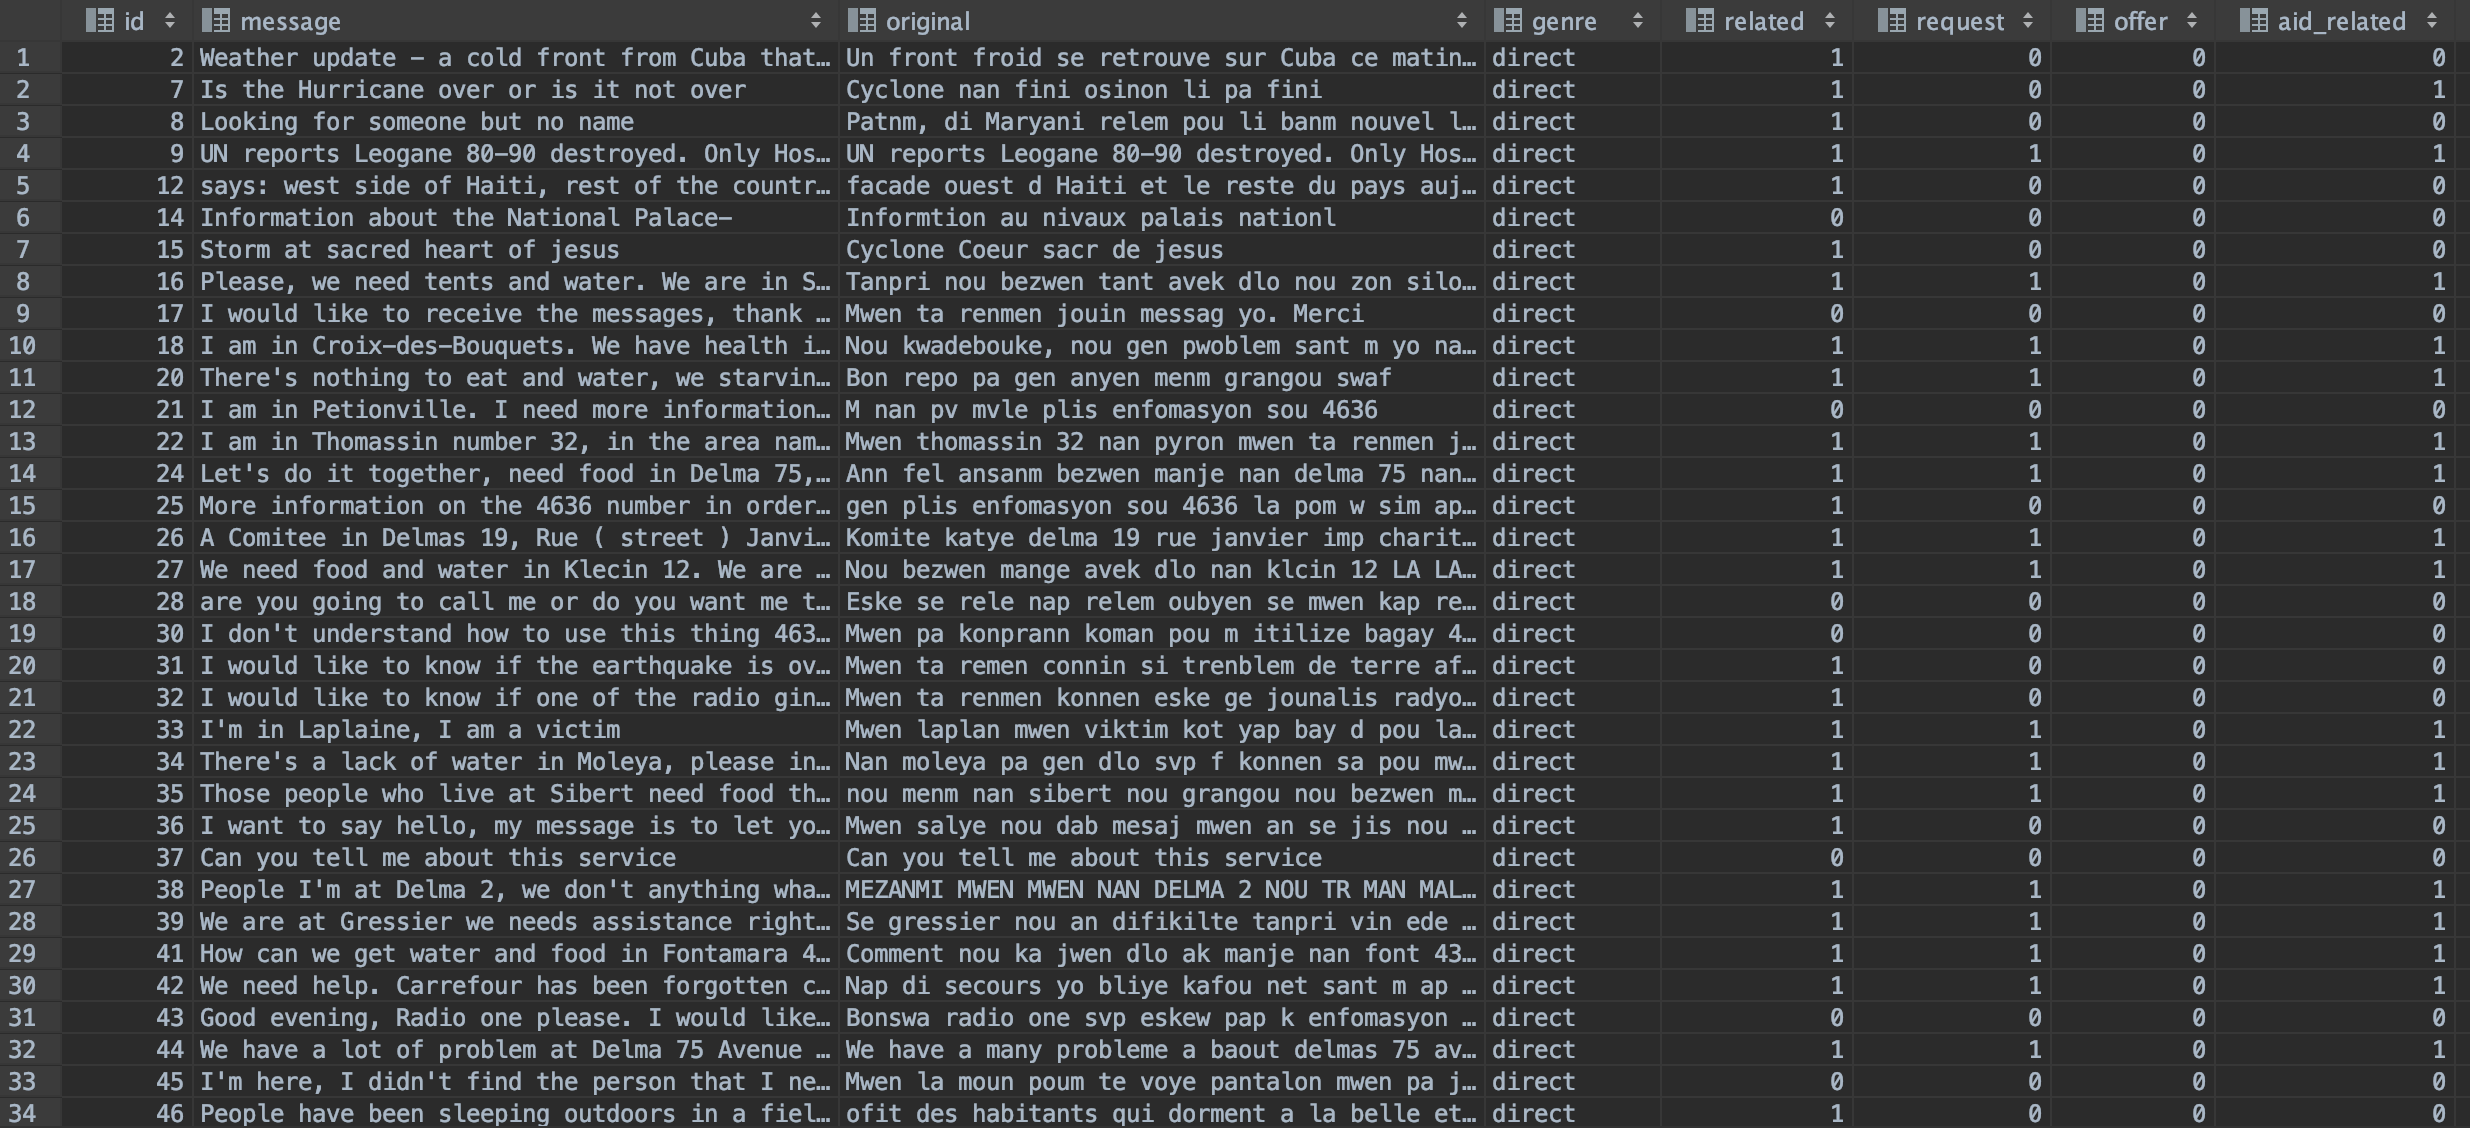 id message original genre related request offer aid_related
1 2 Weather update – a cold front from Cuba that… Un front froid se retrouve sur Cuba ce matin… direct 1 0 0 0
2 7 Is the Hurricane over or is it not over Cyclone nan fini osinon li pa fini direct 1 0 0 1
3 8 Looking for someone but no name Patnm, di Maryani relem pou li banm nouvel l… direct 1 0 0 0
4 9 UN reports Leogane 80-90 destroyed. Only Hos… UN reports Leogane 80-90 destroyed. Only Hos… direct 1 1 0 1
5 12 says: west side of Haiti, rest of the countr… facade ouest d Haiti et le reste du pays auj… direct 1 0 0 0
6 14 Information about the National Palace- Informtion au nivaux palais nationl direct 0 0 0 0
7 15 Storm at sacred heart of jesus Cyclone Coeur sacr de jesus direct 1 0 0 0
8 16 Please, we need tents and water. We are in S… Tanpri nou bezwen tant avek dlo nou zon silo… direct 1 1 0 1
9 17 I would like to receive the messages, thank … Mwen ta renmen jouin messag yo. Merci direct 0 0 0 0
10 18 I am in Croix-des-Bouquets. We have health i… Nou kwadebouke, nou gen pwoblem sant m yo na… direct 1 1 0 1
11 20 There's nothing to eat and water, we starvin… Bon repo pa gen anyen menm grangou swaf direct 1 1 0 1
12 21 I am in Petionville. I need more information… M nan pv mvle plis enfomasyon sou 4636 direct 0 0 0 0
13 22 I am in Thomassin number 32, in the area nam… Mwen thomassin 32 nan pyron mwen ta renmen j… direct 1 1 0 1
14 24 Let's do it together, need food in Delma 75,… Ann fel ansanm bezwen manje nan delma 75 nan… direct 1 1 0 1
15 25 More information on the 4636 number in order… gen plis enfomasyon sou 4636 la pom w sim ap… direct 1 0 0 0
16 26 A Comitee in Delmas 19, Rue ( street ) Janvi… Komite katye delma 19 rue janvier imp charit… direct 1 1 0 1
17 27 We need food and water in Klecin 12. We are … Nou bezwen mange avek dlo nan klcin 12 LA LA… direct 1 1 0 1
18 28 are you going to call me or do you want me t… Eske se rele nap relem oubyen se mwen kap re… direct 0 0 0 0
19 30 I don't understand how to use this thing 463… Mwen pa konprann koman pou m itilize bagay 4… direct 0 0 0 0
20 31 I would like to know if the earthquake is ov… Mwen ta remen connin si trenblem de terre af… direct 1 0 0 0
21 32 I would like to know if one of the radio gin… Mwen ta renmen konnen eske ge jounalis radyo… direct 1 0 0 0
22 33 I'm in Laplaine, I am a victim Mwen laplan mwen viktim kot yap bay d pou la… direct 1 1 0 1
23 34 There's a lack of water in Moleya, please in… Nan moleya pa gen dlo svp f konnen sa pou mw… direct 1 1 0 1
24 35 Those people who live at Sibert need food th… nou menm nan sibert nou grangou nou bezwen m… direct 1 1 0 1
25 36 I want to say hello, my message is to let yo… Mwen salye nou dab mesaj mwen an se jis nou … direct 1 0 0 0
26 37 Can you tell me about this service Can you tell me about this service direct 0 0 0 0
27 38 People I'm at Delma 2, we don't anything wha… MEZANMI MWEN MWEN NAN DELMA 2 NOU TR MAN MAL… direct 1 1 0 1
28 39 We are at Gressier we needs assistance right… Se gressier nou an difikilte tanpri vin ede … direct 1 1 0 1
29 41 How can we get water and food in Fontamara 4… Comment nou ka jwen dlo ak manje nan font 43… direct 1 1 0 1
30 42 We need help. Carrefour has been forgotten c… Nap di secours yo bliye kafou net sant m ap … direct 1 1 0 1
31 43 Good evening, Radio one please. I would like… Bonswa radio one svp eskew pap k enfomasyon … direct 0 0 0 0
32 44 We have a lot of problem at Delma 75 Avenue … We have a many probleme a baout delmas 75 av… direct 1 1 0 1
33 45 I'm here, I didn't find the person that I ne… Mwen la moun poum te voye pantalon mwen pa j… direct 0 0 0 0
34 46 People have been sleeping outdoors in a fiel… ofit des habitants qui dorment a la belle et… direct 1 0 0 0